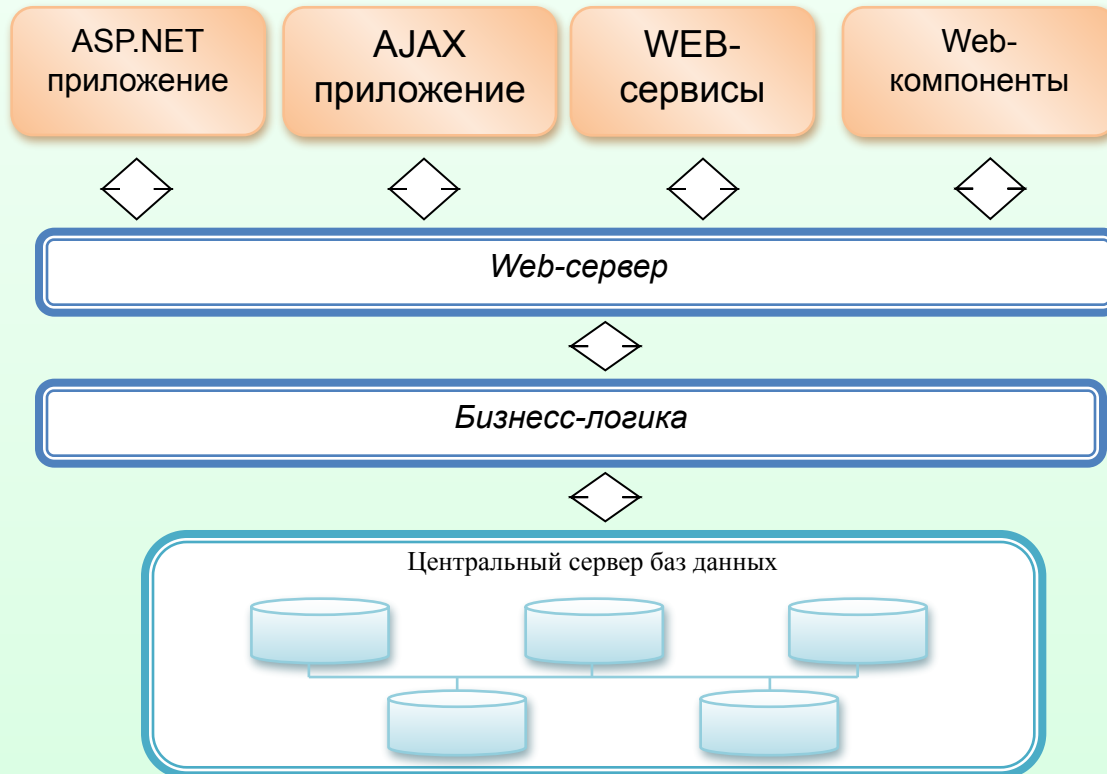 ASP.NET
приложение
AJAX
приложение
WEB-
сервисы
Web-
компоненты
Web-сервер
Бизнесс-логика
Центральный сервер баз данных